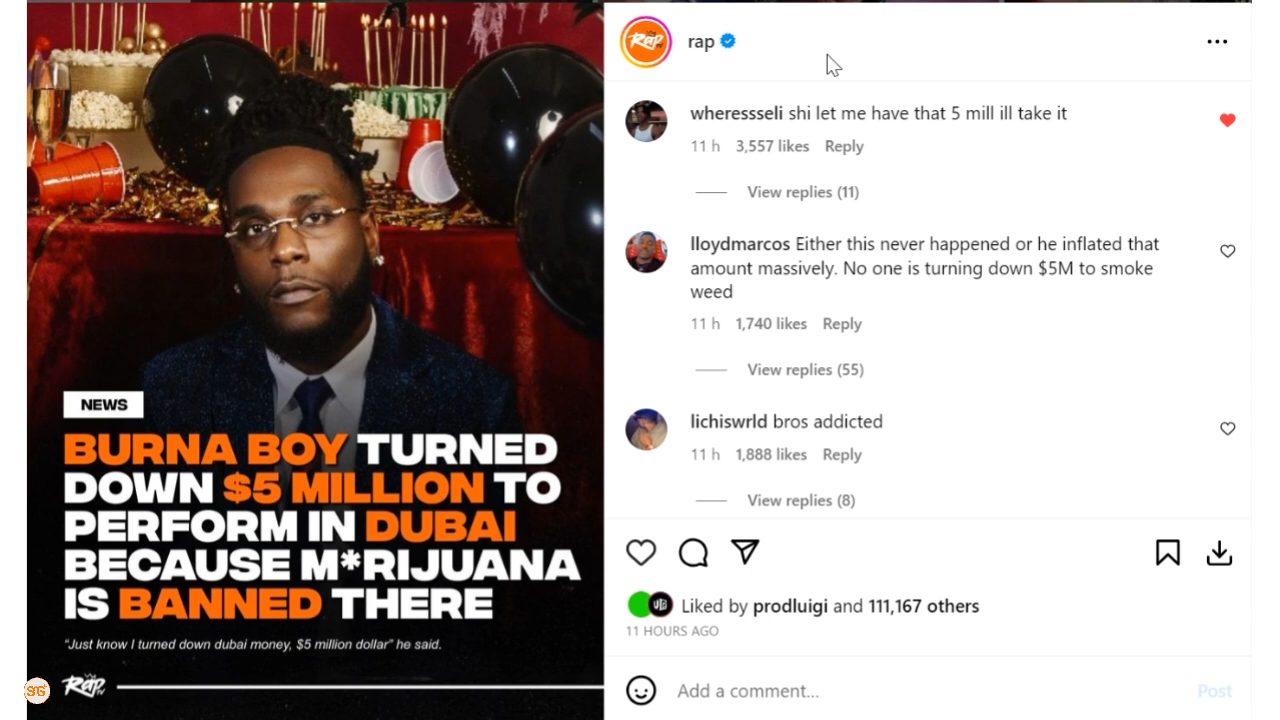 NEWS
BURNA BOY TURNED
DOWN $5 MILLION TO
PERFORM IN DUBAI
BECAUSE M*RIJUANA
IS BANNED THERE
“Just know I turned down dubai money, $5 million dollar” he said.
RAP TV
rap
wheressseli shi let me have that 5 mill ill take it
11 h 3,557 likes Reply
View replies (11)
lloydmarcos Either this never happened or he inflated that
amount massively. No one is turning down $5M to smoke
weed
11 h 1,740 likes Reply
View replies (55)
lichiswrld bros addicted
11 h 1,888 likes Reply
View replies (8)
Liked by prodluigi and 111,167 others
11 HOURS AGO
Add a comment...
Post